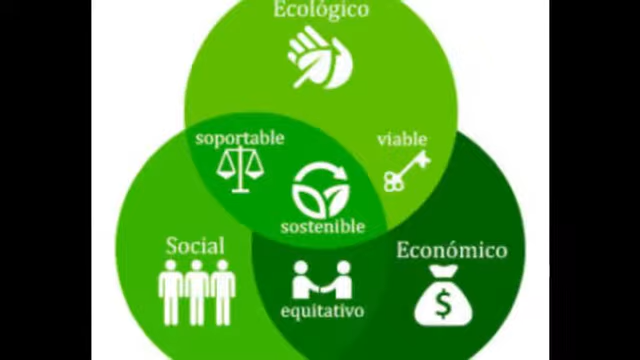 Ecológico
soportable
viable
sostenible
Social
Económico
$
equitativo